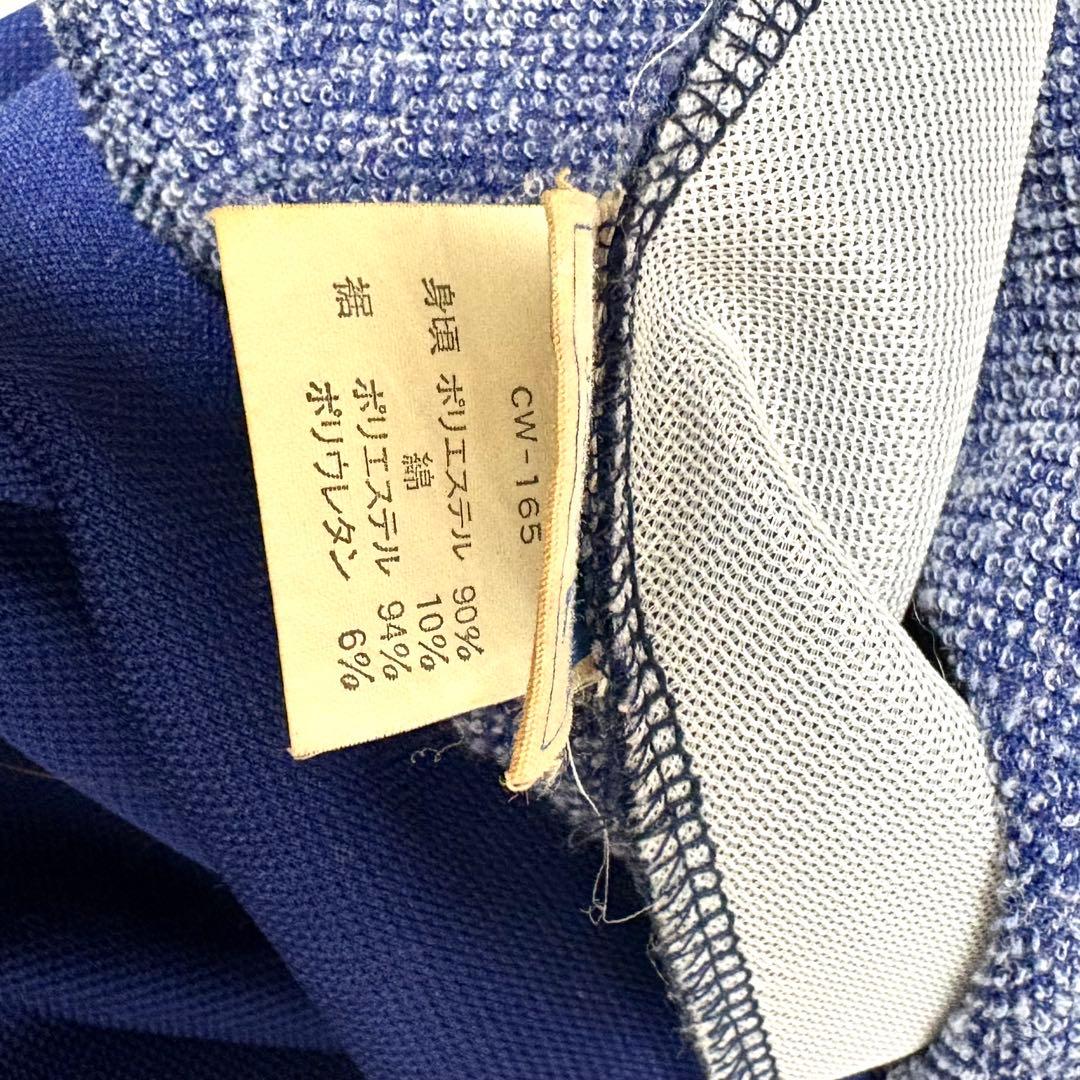 CW-165
身頃 ポリエステル 90%
綿 10%
裾 ポリエステル 94%
ポリウレタン 6%